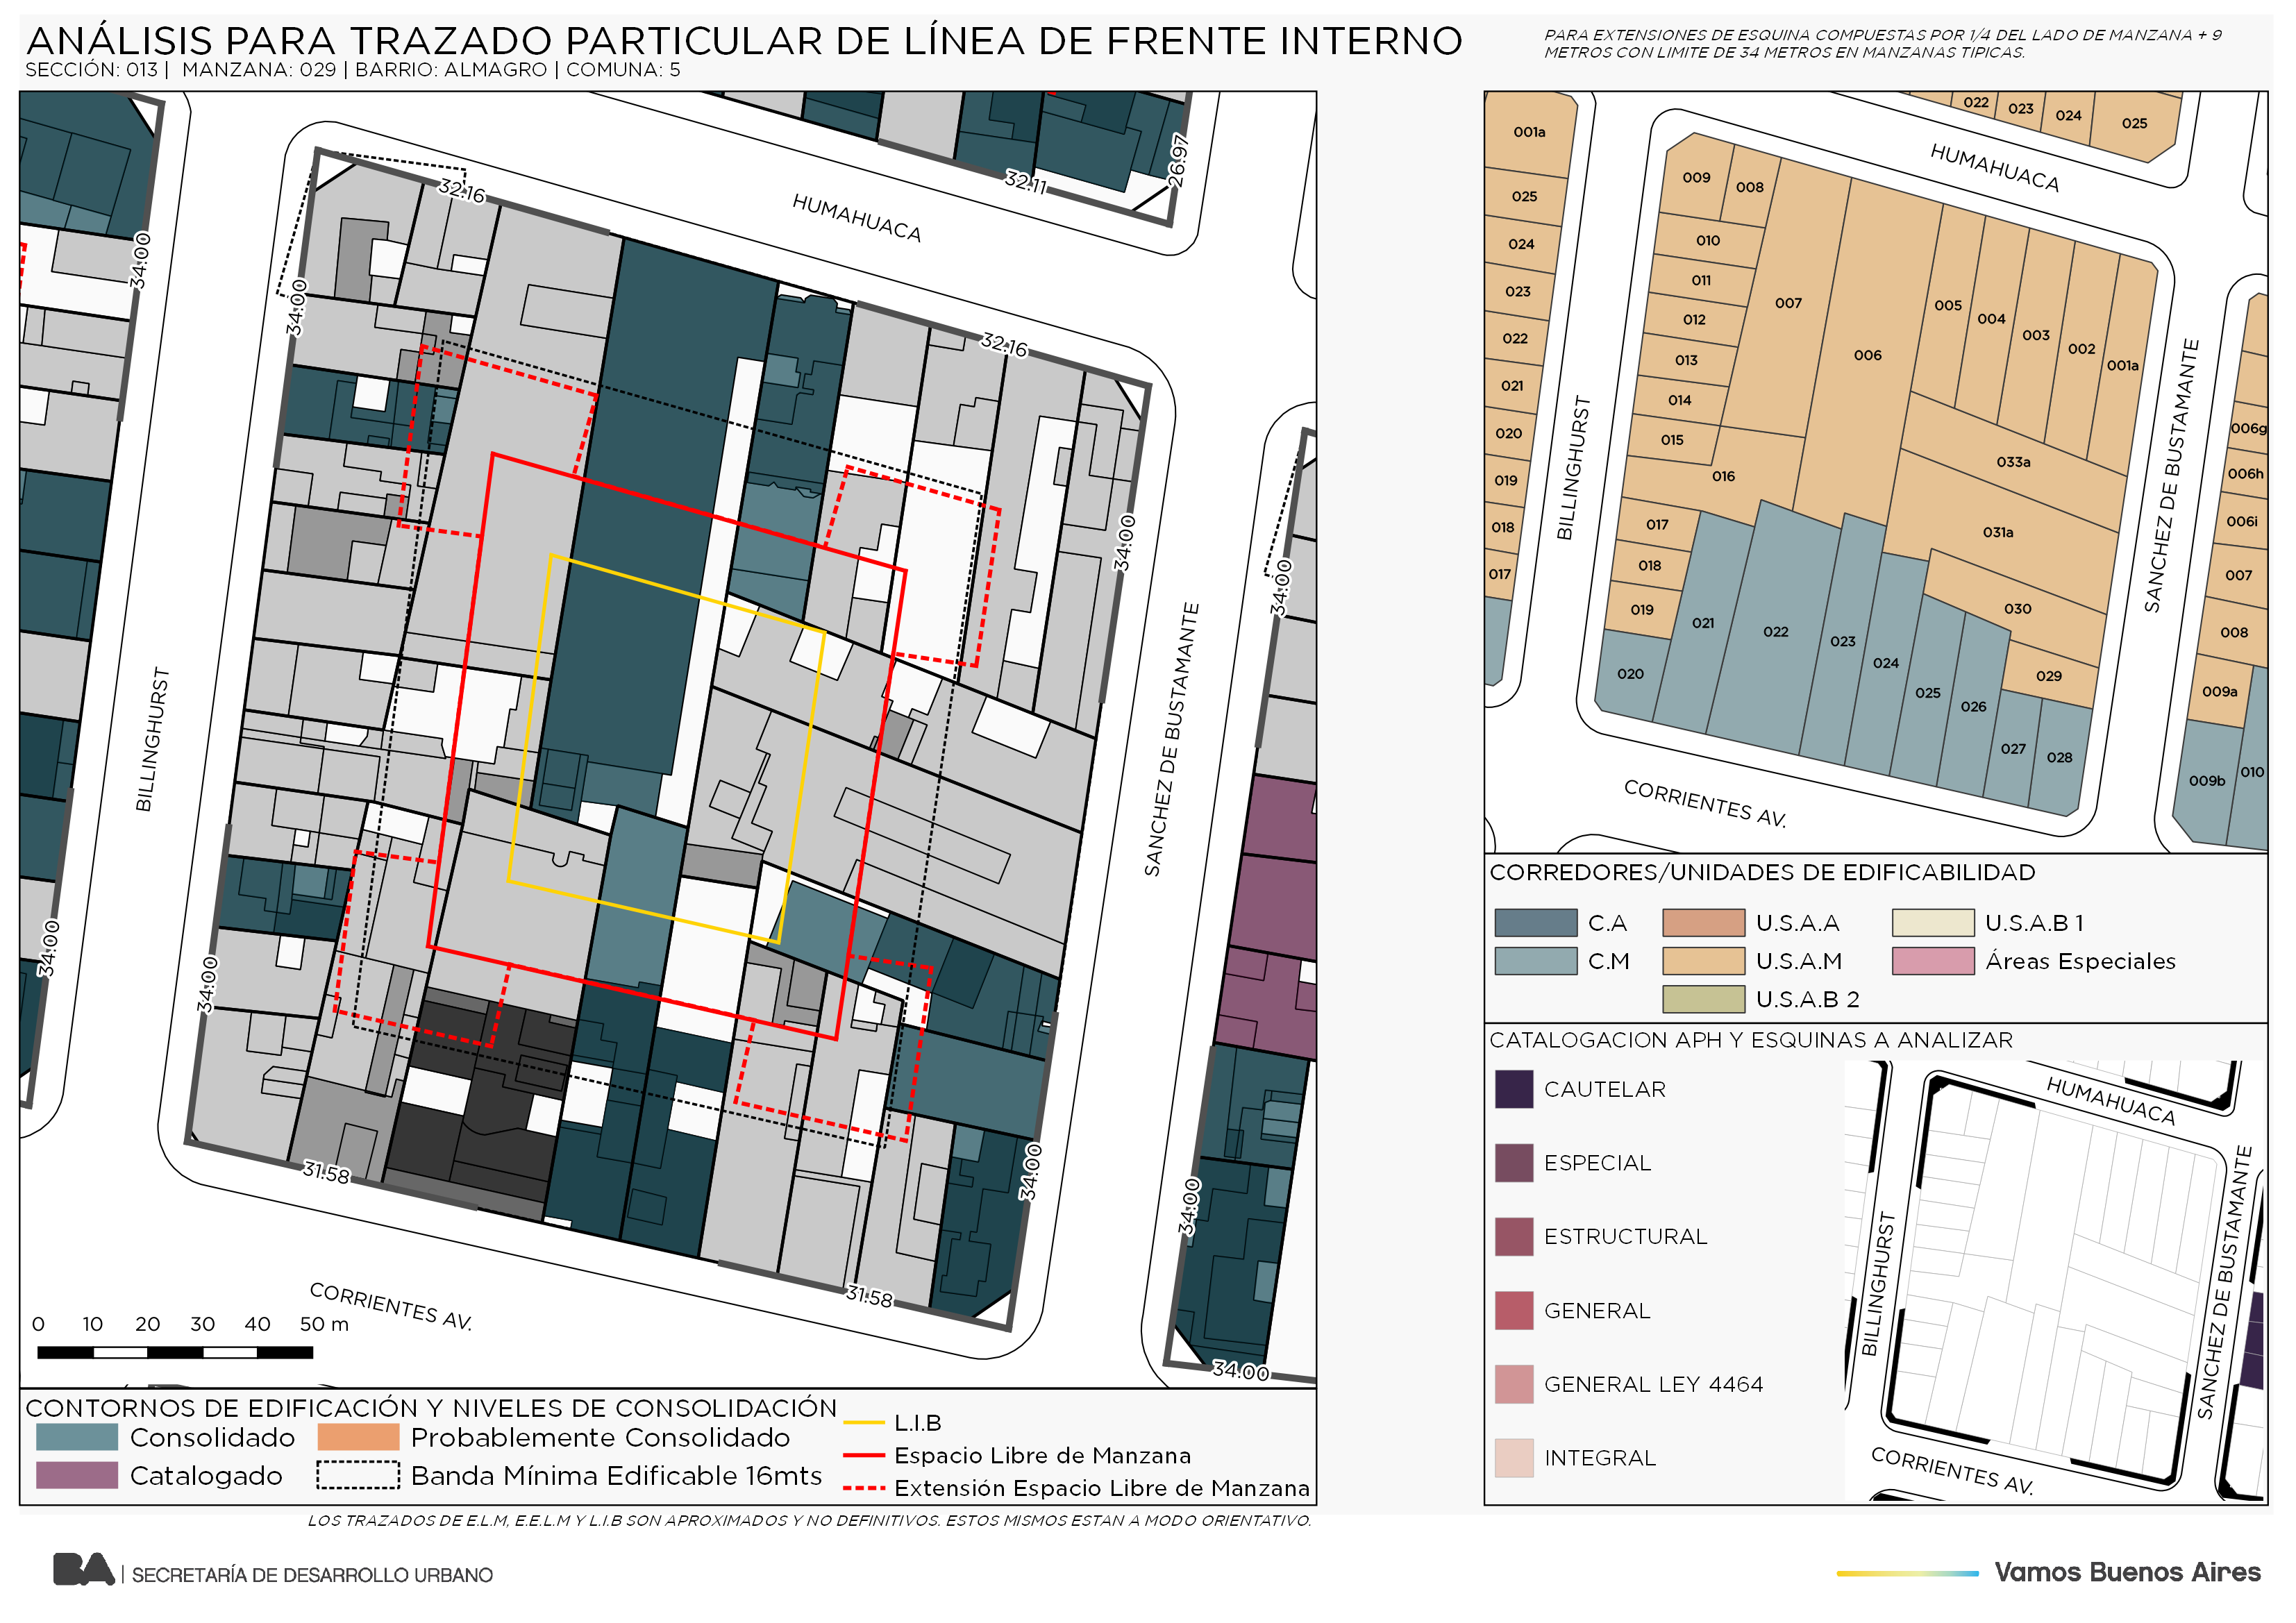 ANÁLISIS PARA TRAZADO PARTICULAR DE LÍNEA DE FRENTE INTERNO
SECCIÓN: 013 | MANZANA: 029 | BARRIO: ALMAGRO | COMUNA: 5
PARA EXTENSIONES DE ESQUINA COMPUESTAS POR 1/4 DEL LADO DE MANZANA + 9
METROS CON LIMITE DE 34 METROS EN MANZANAS TIPICAS.
32.16
HUMAHUACA
32.11
26.97
34.00
34.00
32.16
34.00
34.00
BILLINGHURST
SANCHEZ DE BUSTAMANTE
34.00
34.00
31.58
34.00
34.00
31.58
34.00
CORRIENTES AV.
0 10 20 30 40 50 m
CONTORNOS DE EDIFICACIÓN Y NIVELES DE CONSOLIDACIÓN
Consolidado
Probablemente Consolidado
Catalogado
Banda Mínima Edificable 16mts
L.I.B
Espacio Libre de Manzana
Extensión Espacio Libre de Manzana
LOS TRAZADOS DE E.L.M, E.E.L.M Y L.I.B SON APROXIMADOS Y NO DEFINITIVOS. ESTOS MISMOS ESTAN A MODO ORIENTATIVO.
001a
025
024
023
022
021
020
019
018
017
022
023
024
025
HUMAHUACA
009
008
010
011
012
013
014
015
016
007
006
005
004
003
002
001a
033a
031a
030
029
017
018
019
020
021
022
023
024
025
026
027
028
BILLINGHURST
SANCHEZ DE BUSTAMANTE
006g
006h
006i
007
008
009a
009b
010
CORRIENTES AV.
CORREDORES/UNIDADES DE EDIFICABILIDAD
C.A
U.S.A.A
U.S.A.B 1
C.M
U.S.A.M
Áreas Especiales
U.S.A.B 2
CATALOGACION APH Y ESQUINAS A ANALIZAR
CAUTELAR
ESPECIAL
ESTRUCTURAL
GENERAL
GENERAL LEY 4464
INTEGRAL
HUMAHUACA
BILLINGHURST
SANCHEZ DE BUSTAMANTE
CORRIENTES AV.
BA | SECRETARÍA DE DESARROLLO URBANO
Vamos Buenos Aires